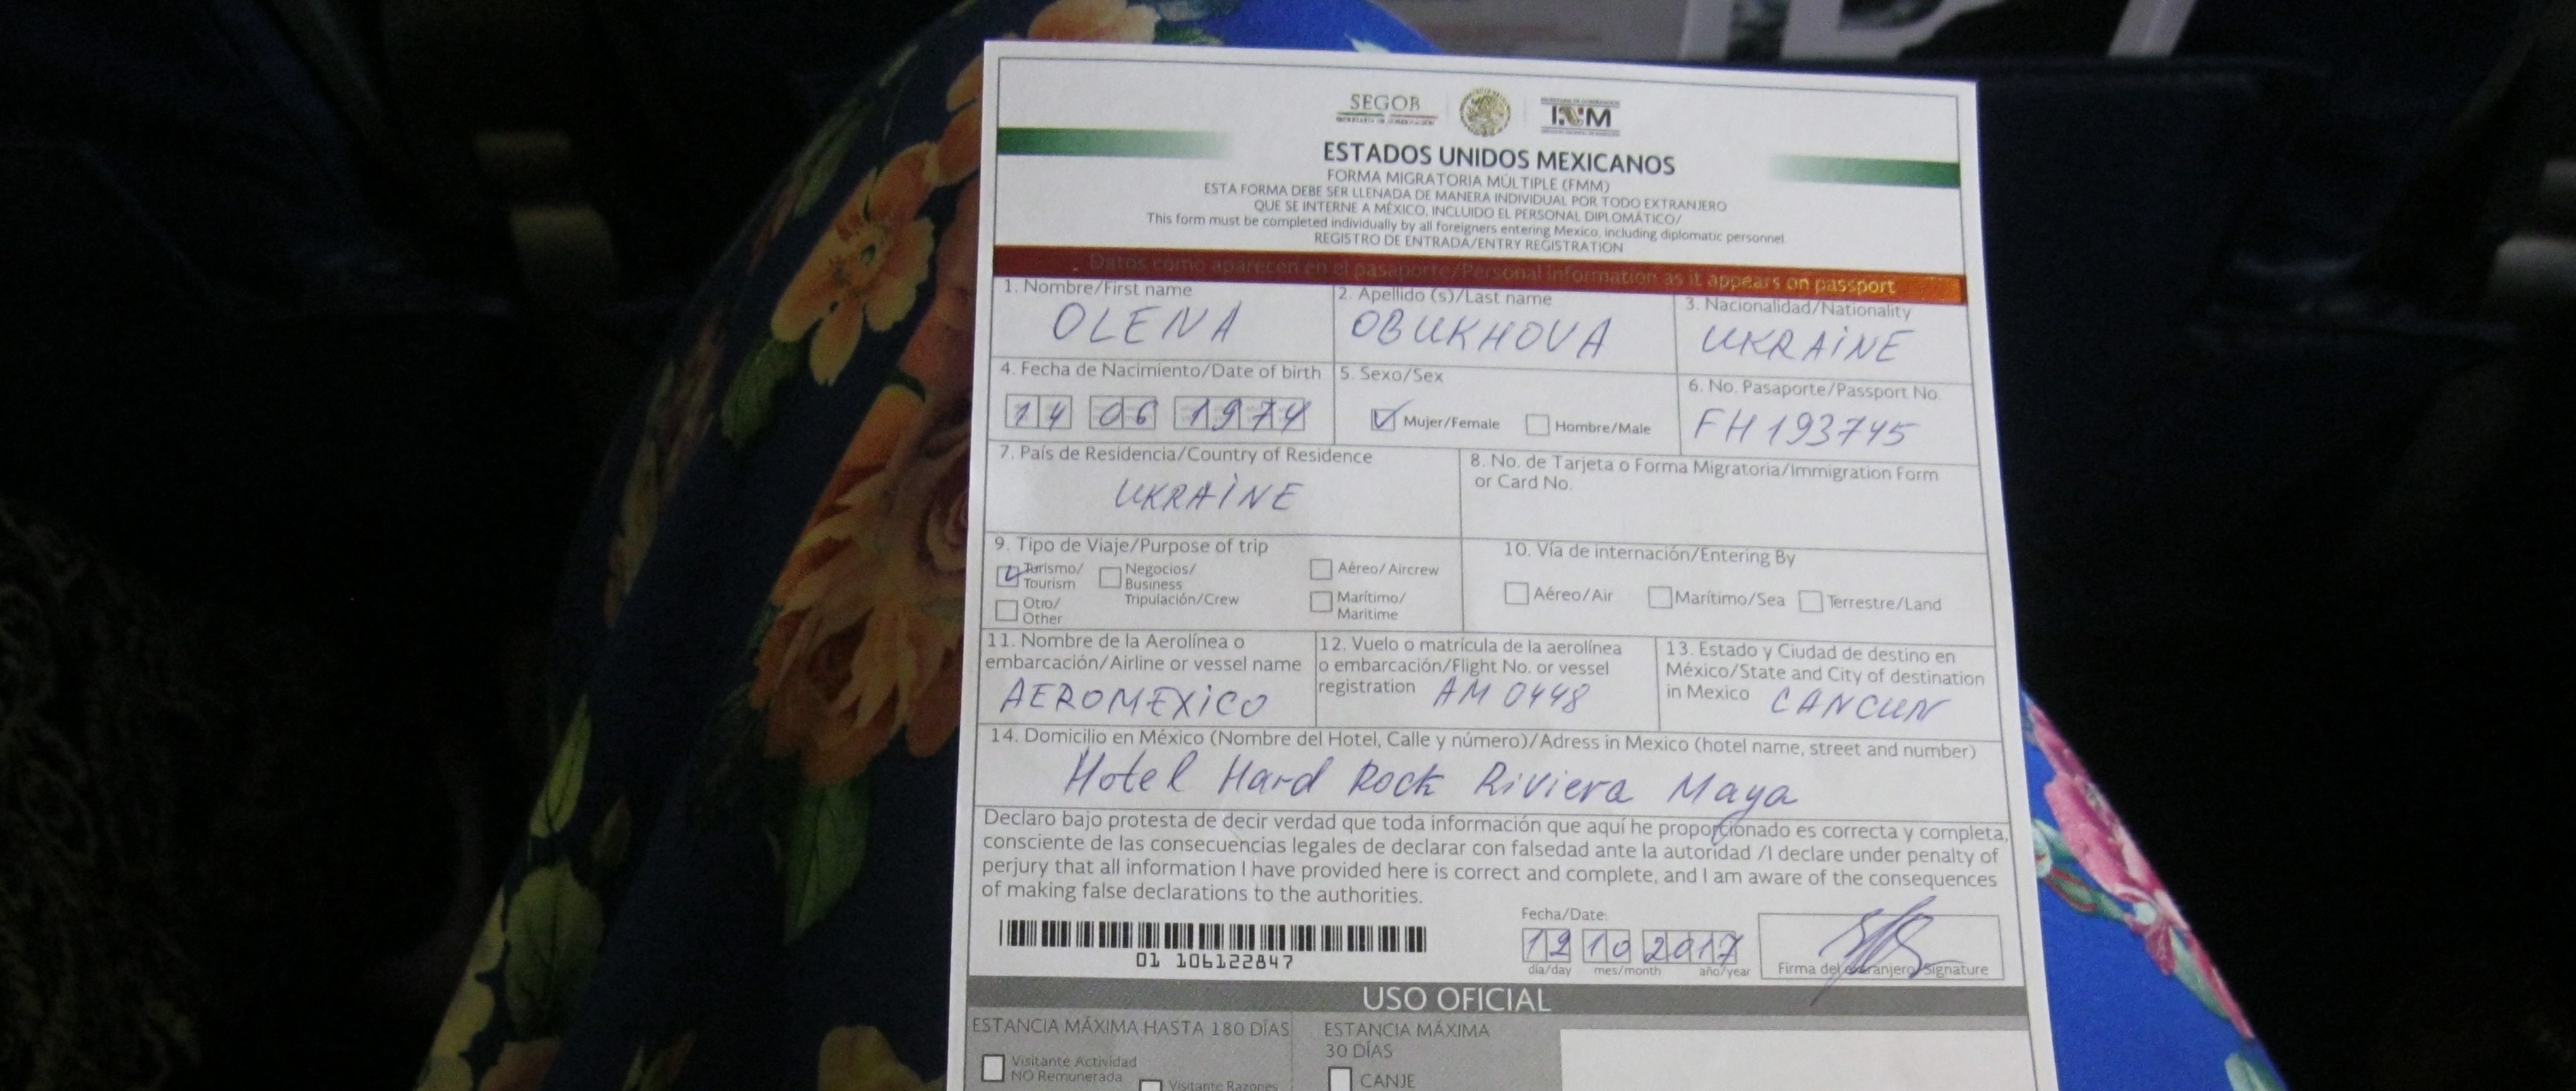 SEGOB
INM
ESTADOS UNIDOS MEXICANOS
FORMA MIGRATORIA MÚLTIPLE (FMM)
ESTA FORMA DEBE SER LLENADA DE MANERA INDIVIDUAL POR TODO EXTRANJERO
QUE SE INTERNE A MÉXICO, INCLUIDO EL PERSONAL DIPLOMÁTICO/
This form must be completed individually by all foreigners entering Mexico, including diplomatic personnel.
REGISTRO DE ENTRADA/ENTRY REGISTRATION
Datos como aparecen en el pasaporte/Personal information as it appears on passport
1. Nombre/First name
OLENA
2. Apellido (s)/Last name
OBUKHOVA
3. Nacionalidad/Nationality
UKRAINE
4. Fecha de Nacimiento/Date of birth
14 06 1974
5. Sexo/Sex
Mujer/Female Hombre/Male
6. No. Pasaporte/Passport No.
FH193745
7. País de Residencia/Country of Residence
UKRAINE
8. No. de Tarjeta o Forma Migratoria/Immigration Form
or Card No.
9. Tipo de Viaje/Purpose of trip
Turismo/
Tourism
Negocios/
Business
Aéreo/Aircrew
Otro/
Other
Tripulación/Crew
Marítimo/
Maritime
10. Vía de internación/Entering By
Aéreo/Air Marítimo/Sea Terrestre/Land
11. Nombre de la Aerolínea o
embarcación/Airline or vessel name
AEROMEXICO
12. Vuelo o matrícula de la aerolínea
o embarcación/Flight No. or vessel
registration AM 0448
13. Estado y Ciudad de destino en
México/State and City of destination
in Mexico CANCUN
14. Domicilio en México (Nombre del Hotel, Calle y número)/Adress in Mexico (hotel name, street and number)
Hotel Hard Rock Riviera Maya
Declaro bajo protesta de decir verdad que toda información que aquí he proporcionado es correcta y completa,
consciente de las consecuencias legales de declarar con falsedad ante la autoridad /I declare under penalty of
perjury that all information I have provided here is correct and complete, and I am aware of the consequences
of making false declarations to the authorities.
01 106122847
Fecha/Date:
12 10 2017
día/day mes/month año/year
Firma del extranjero/Signature
USO OFICIAL
ESTANCIA MÁXIMA HASTA 180 DÍAS
Visitante Actividad
NO Remunerada
Visitante Razones
ESTANCIA MÁXIMA
30 DÍAS
CANJE